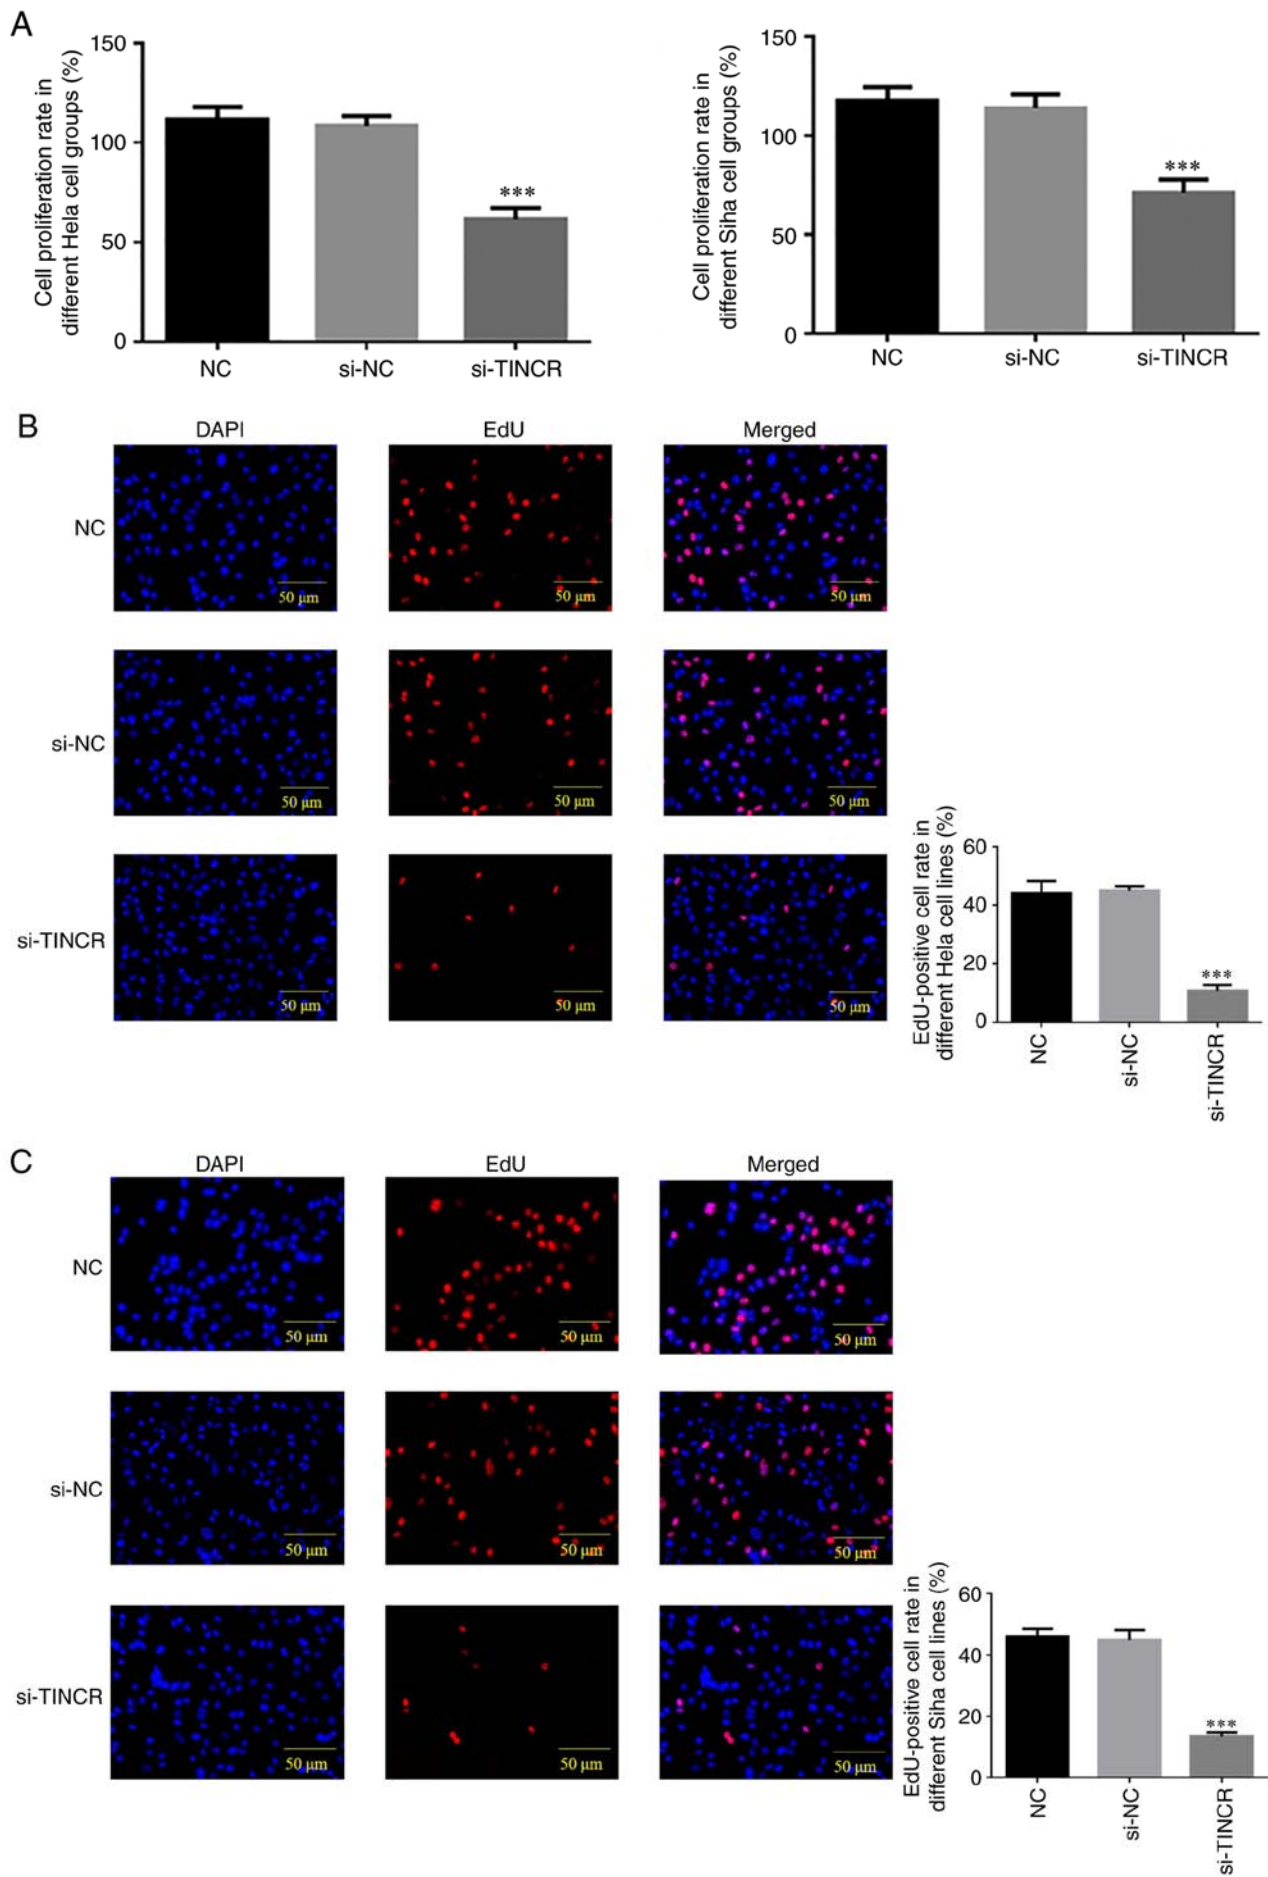 A
Cell proliferation rate in
different Hela cell groups (%)
150
100
50
0
***
NC
si-NC
si-TINCR
Cell proliferation rate in
different Siha cell groups (%)
150
100
50
0
***
NC
si-NC
si-TINCR
B
DAPI
EdU
Merged
NC
50 µm
50 µm
50 µm
si-NC
50 µm
50 µm
50 µm
si-TINCR
50 µm
50 µm
50 µm
EdU-positive cell rate in
different Hela cell lines (%)
60
40
20
0
***
NC
si-NC
si-TINCR
C
DAPI
EdU
Merged
NC
50 µm
50 µm
50 µm
si-NC
50 µm
50 µm
50 µm
si-TINCR
50 µm
50 µm
50 µm
EdU-positive cell rate in
different Siha cell lines (%)
60
40
20
0
***
NC
si-NC
si-TINCR